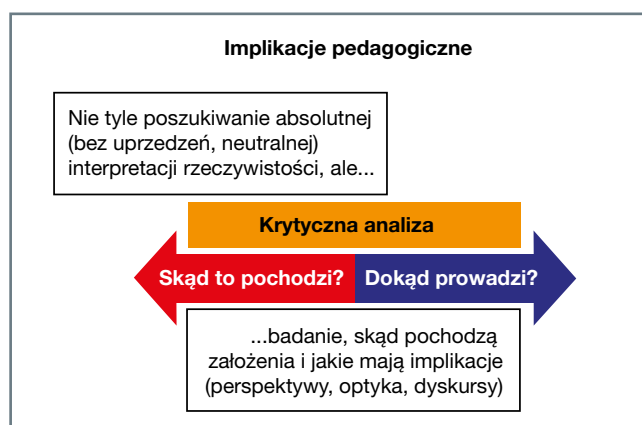 Implikacje pedagogiczne
Nie tyle poszukiwanie absolutnej
(bez uprzedzeń, neutralnej)
interpretacji rzeczywistości, ale...
Krytyczna analiza
Skąd to pochodzi? Dokąd prowadzi?
...badanie, skąd pochodzą
założenia i jakie mają implikacje
(perspektywy, optyka, dyskursy)